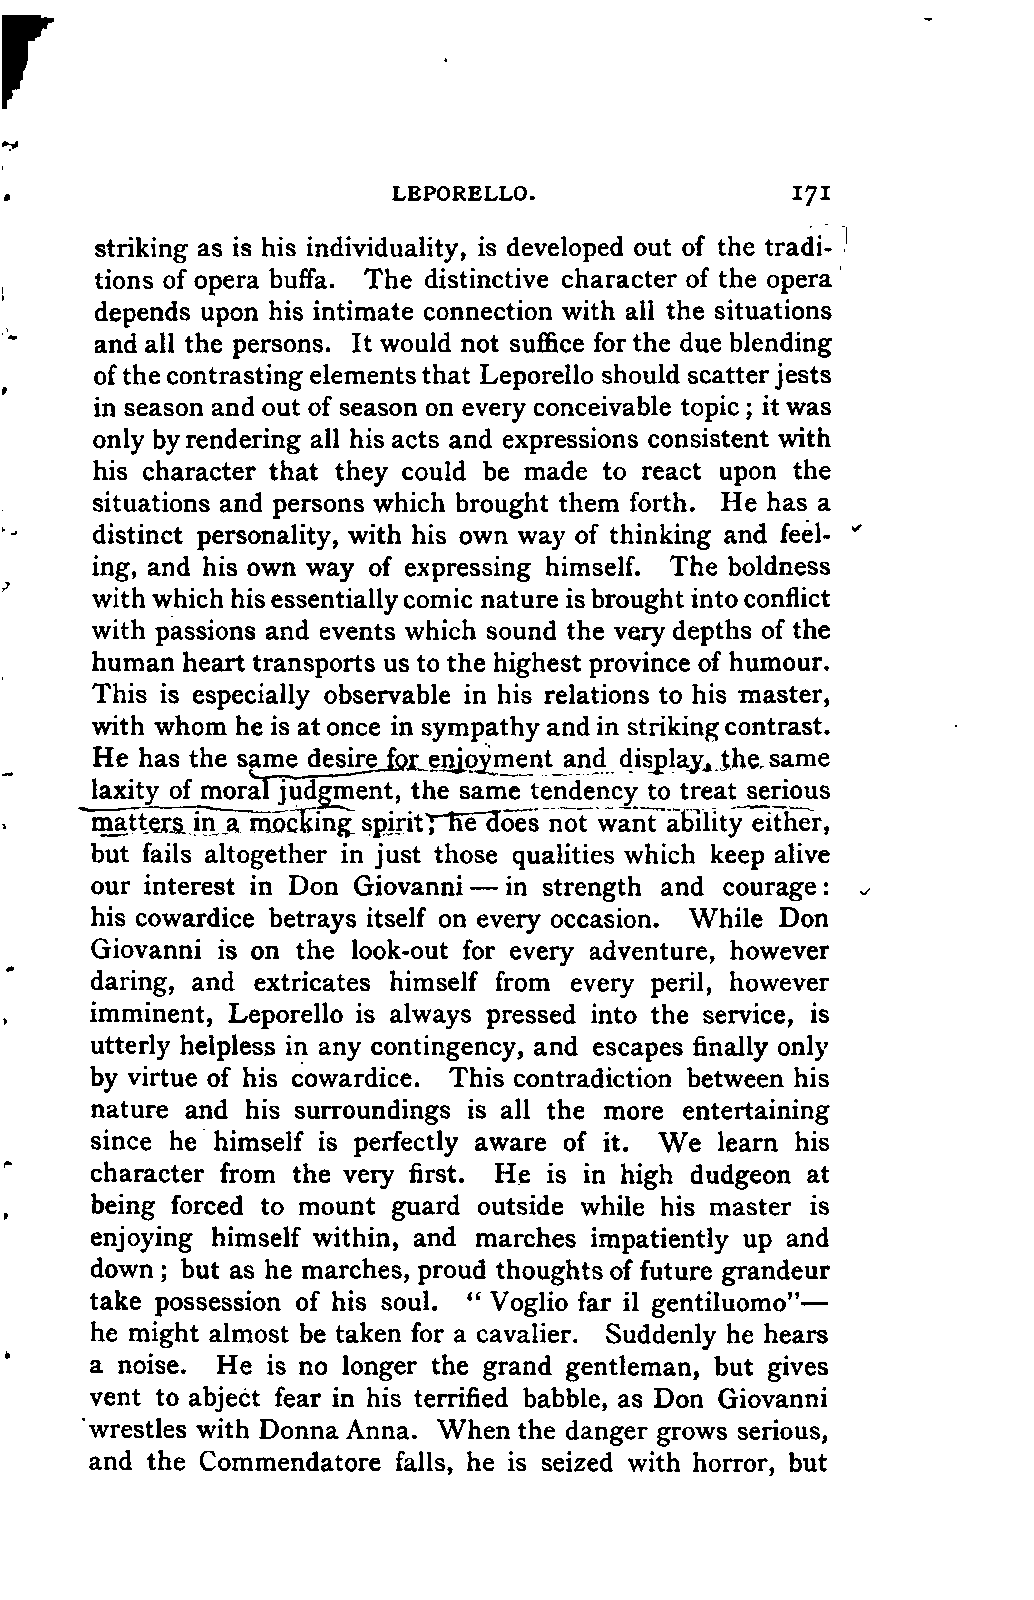 LEPORELLO. 171
striking as is his individuality, is developed out of the tradi-
tions of opera buffa. The distinctive character of the opera
depends upon his intimate connection with all the situations
and all the persons. It would not suffice for the due blending
of the contrasting elements that Leporello should scatter jests
in season and out of season on every conceivable topic ; it was
only by rendering all his acts and expressions consistent with
his character that they could be made to react upon the
situations and persons which brought them forth. He has a
distinct personality, with his own way of thinking and feel-
ing, and his own way of expressing himself. The boldness
with which his essentially comic nature is brought into conflict
with passions and events which sound the very depths of the
human heart transports us to the highest province of humour.
This is especially observable in his relations to his master,
with whom he is at once in sympathy and in striking contrast.
He has the same desire for enjoyment and display, the same
laxity of moral judgment, the same tendency to treat serious
matters in a mocking spirit; he does not want ability either,
but fails altogether in just those qualities which keep alive
our interest in Don Giovanni — in strength and courage :
his cowardice betrays itself on every occasion. While Don
Giovanni is on the look-out for every adventure, however
daring, and extricates himself from every peril, however
imminent, Leporello is always pressed into the service, is
utterly helpless in any contingency, and escapes finally only
by virtue of his cowardice. This contradiction between his
nature and his surroundings is all the more entertaining
since he himself is perfectly aware of it. We learn his
character from the very first. He is in high dudgeon at
being forced to mount guard outside while his master is
enjoying himself within, and marches impatiently up and
down ; but as he marches, proud thoughts of future grandeur
take possession of his soul. “ Voglio far il gentiluomo”—
he might almost be taken for a cavalier. Suddenly he hears
a noise. He is no longer the grand gentleman, but gives
vent to abject fear in his terrified babble, as Don Giovanni
wrestles with Donna Anna. When the danger grows serious,
and the Commendatore falls, he is seized with horror, but